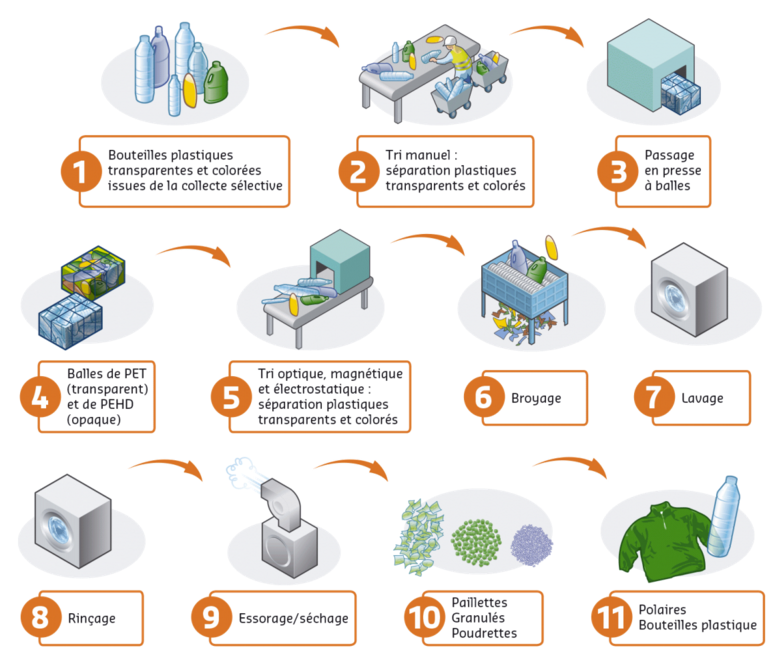 1
Bouteilles plastiques
transparentes et colorées
issues de la collecte sélective
2
Tri manuel :
séparation plastiques
transparents et colorés
3
Passage
en presse
à balles
4
Balles de PET
(transparent)
et de PEHD
(opaque)
5
Tri optique, magnétique
et électrostatique :
séparation plastiques
transparents et colorés
6
Broyage
7
Lavage
8
Rinçage
9
Essorage/séchage
10
Paillettes
Granulés
Poudrettes
11
Polaires
Bouteilles plastique